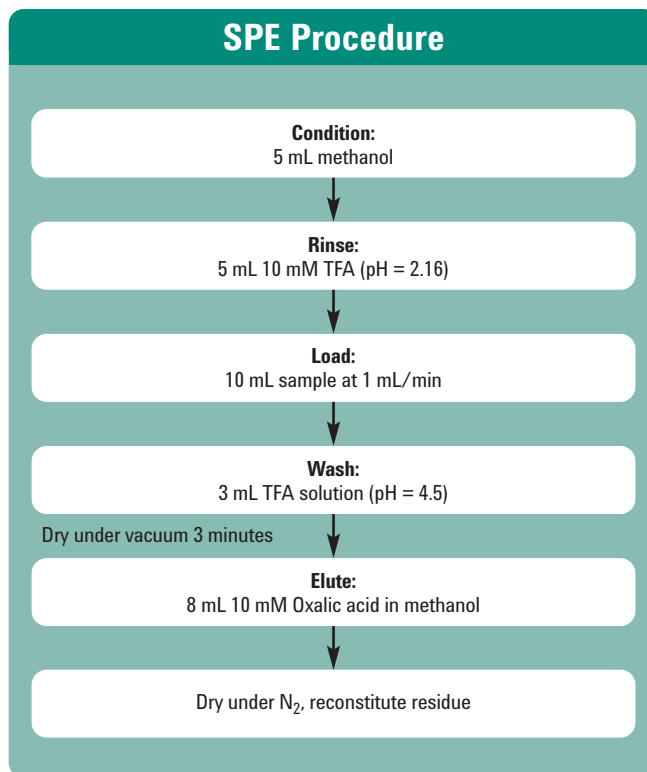 SPE Procedure
Condition:
5 mL methanol
Rinse:
5 mL 10 mM TFA (pH = 2.16)
Load:
10 mL sample at 1 mL/min
Wash:
3 mL TFA solution (pH = 4.5)
Dry under vacuum 3 minutes
Elute:
8 mL 10 mM Oxalic acid in methanol
Dry under N₂, reconstitute residue